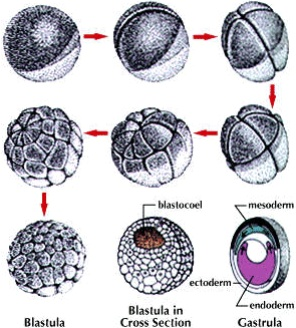 blastocoel
mesoderm
ectoderm
endoderm
Blastula
Blastula in
Cross Section
Gastrula